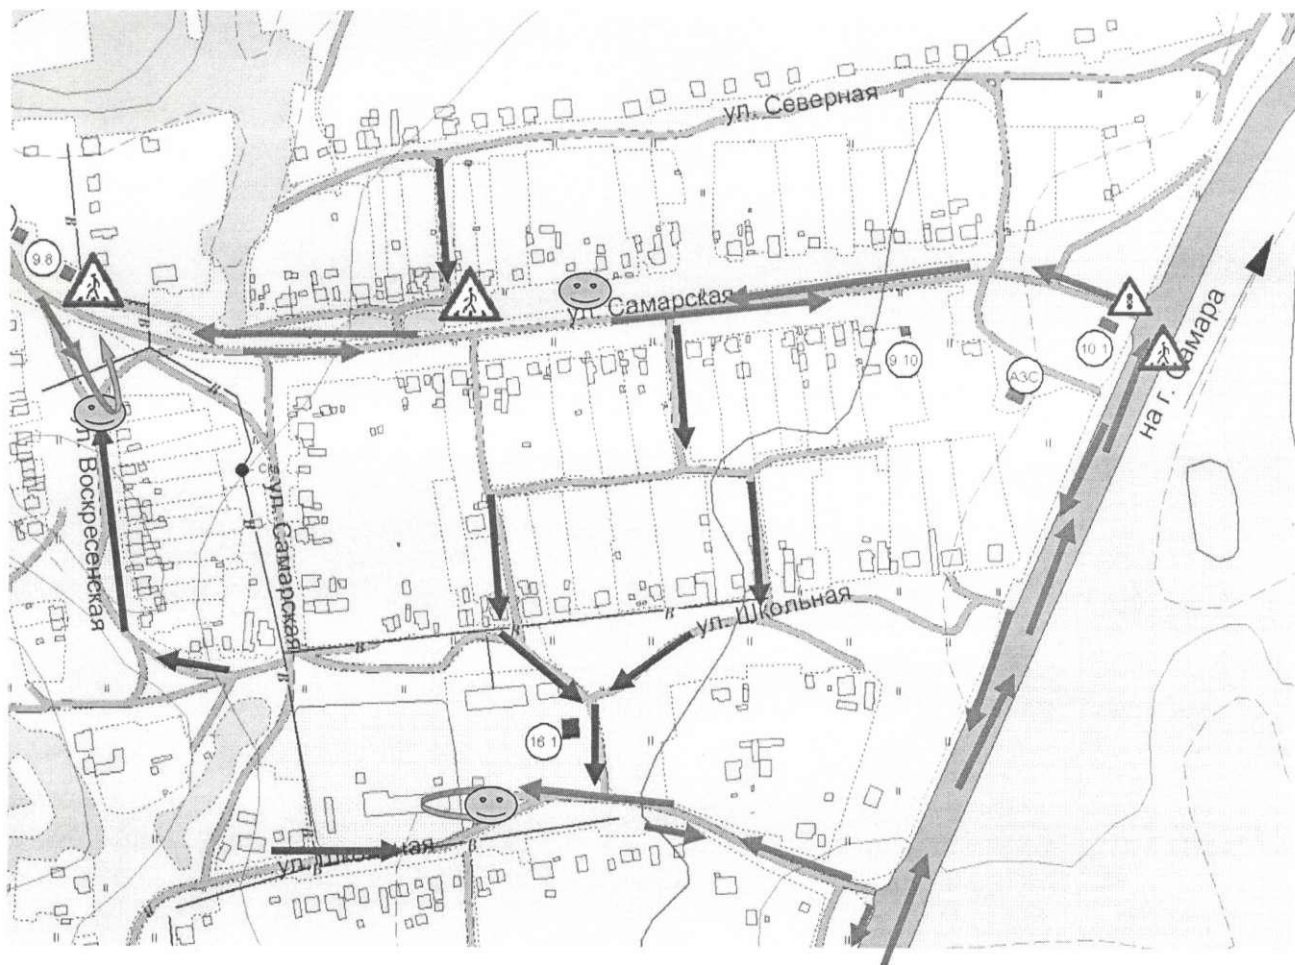 ул. Северная
9.8
Самарская
9.10
10.1
АЗС
на г. Самара
ул. Воскресенская
ул. Самарская
В
В
В
ул. Школьная
16.1
ул. Школьная
В
В